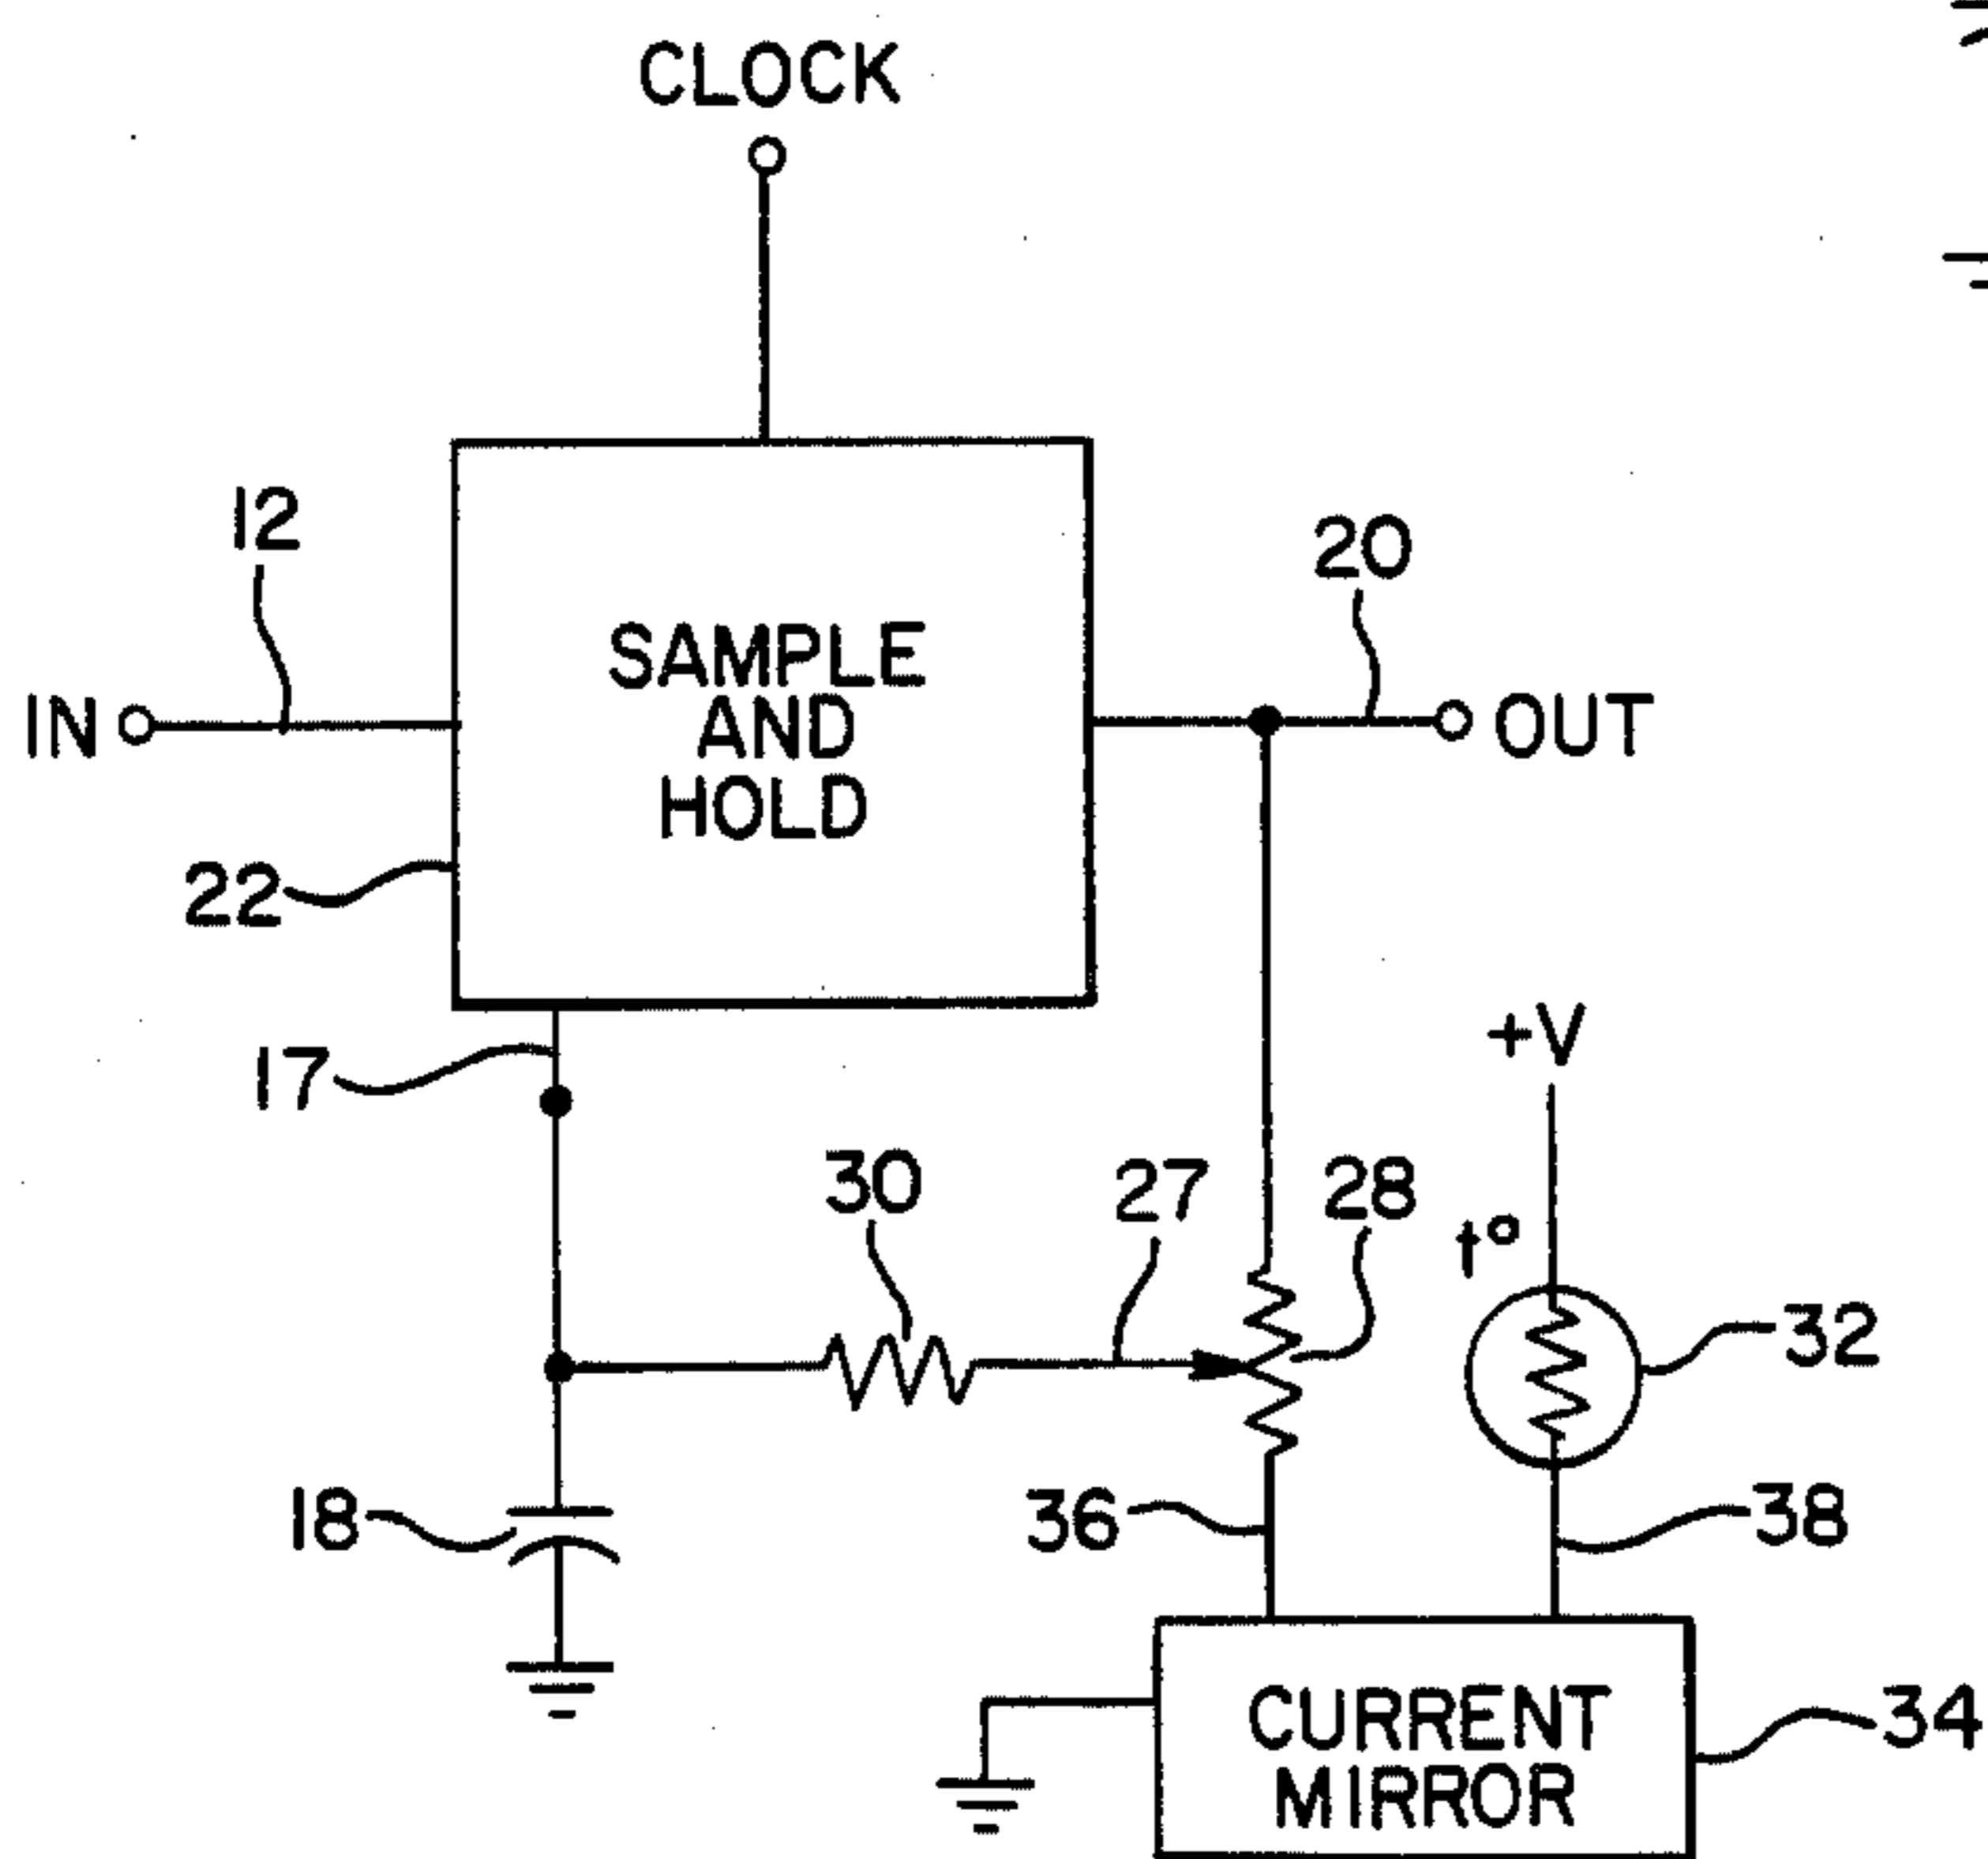 CLOCK
12
20
SAMPLE
AND
HOLD
IN
OUT
22
+V
17
30
27
28
t°
32
18
36
38
CURRENT
MIRROR
34